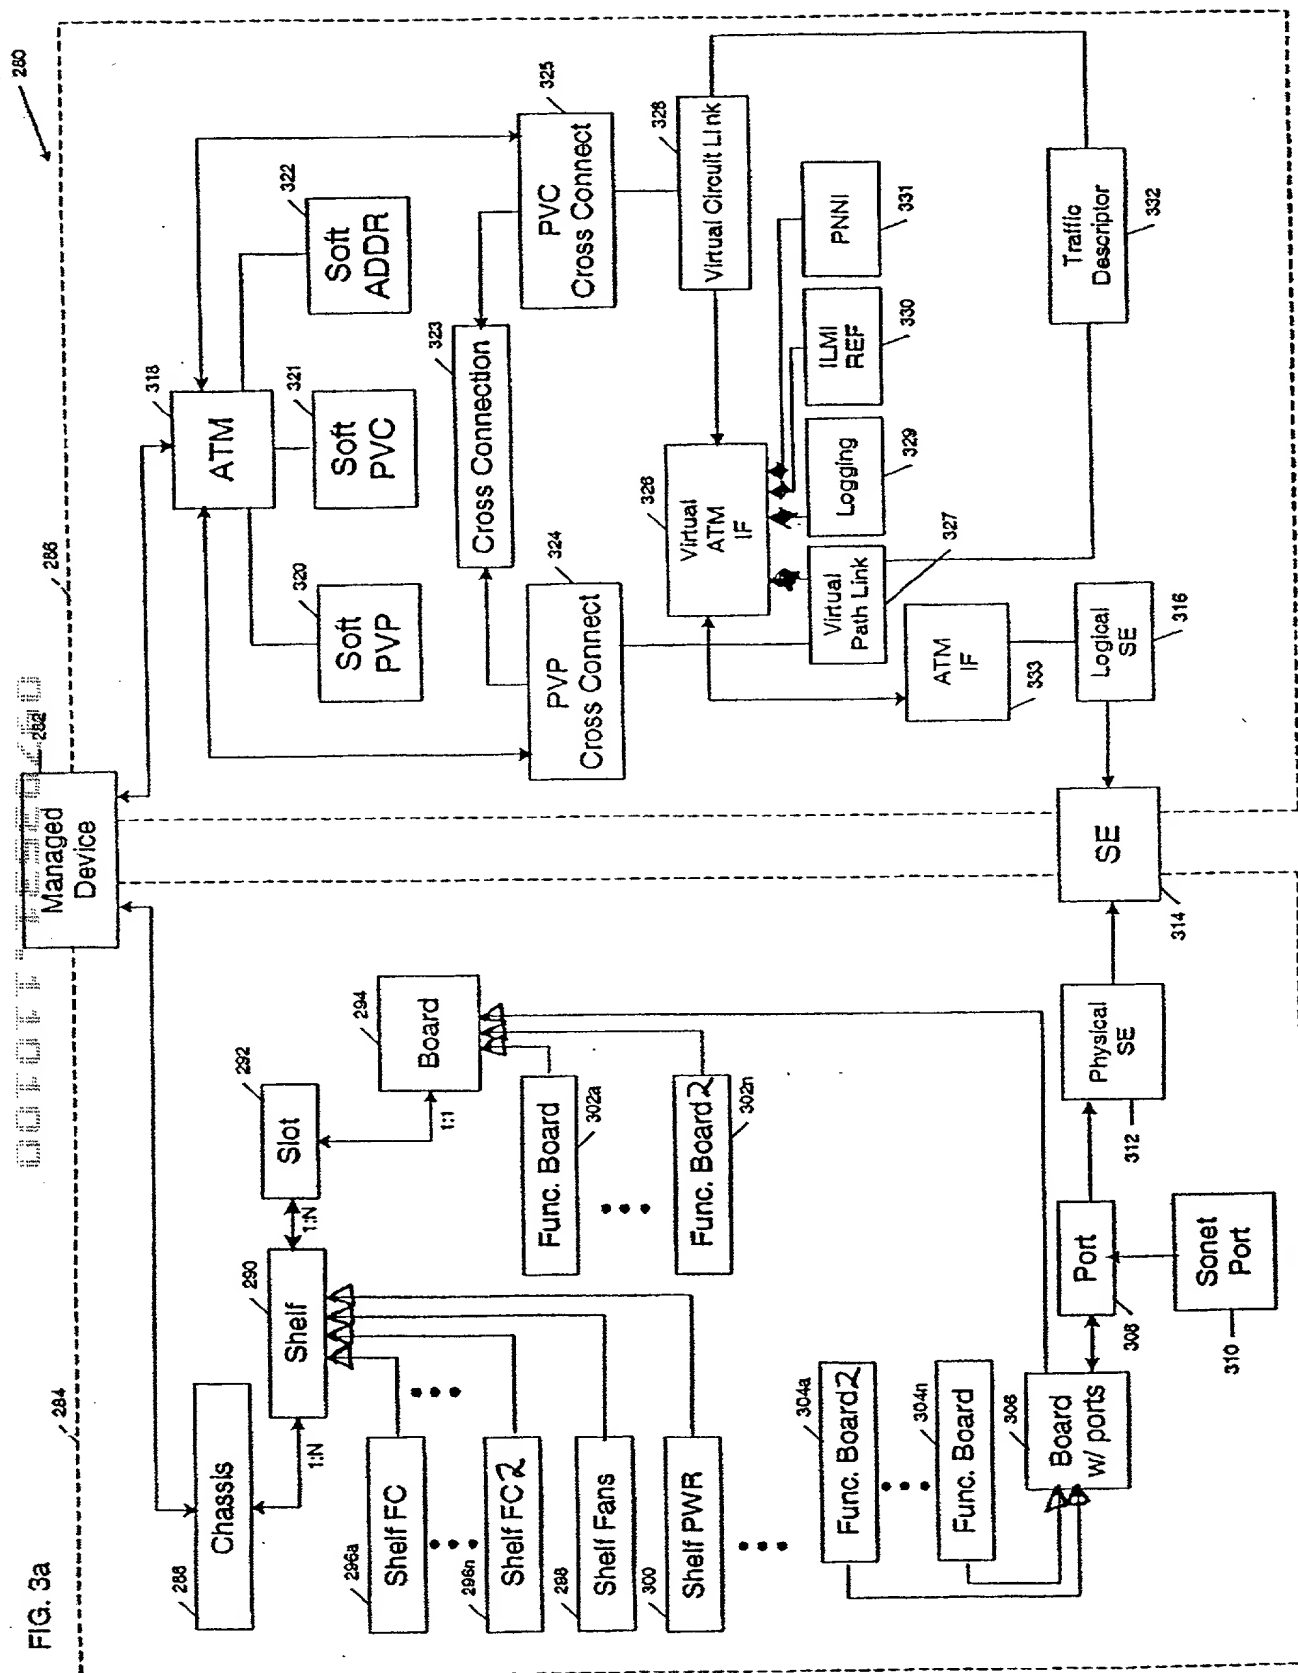 FIG. 3a
280
282
Managed
Device
284
286
288
Chassis
1:N
290
Shelf
1:N
292
Slot
1:1
294
Board
296a
Shelf FC
296n
Shelf FC2
298
Shelf Fans
300
Shelf PWR
Func. Board
302a
Func. Board2
302n
304a
Func. Board2
304n
Func. Board
306
Board
w/ ports
Port
308
Sonet
Port
310
Physical
SE
312
SE
314
Logical
SE
316
318
ATM
320
Soft
PVP
321
Soft
PVC
322
Soft
ADDR
323
Cross Connection
324
PVP
Cross Connect
325
PVC
Cross Connect
326
Virtual
ATM
IF
Virtual
Path Link
327
328
Virtual Circuit Link
Logging
329
ILMI
REF
330
PNNI
331
Traffic
Descriptor
332
ATM
IF
333